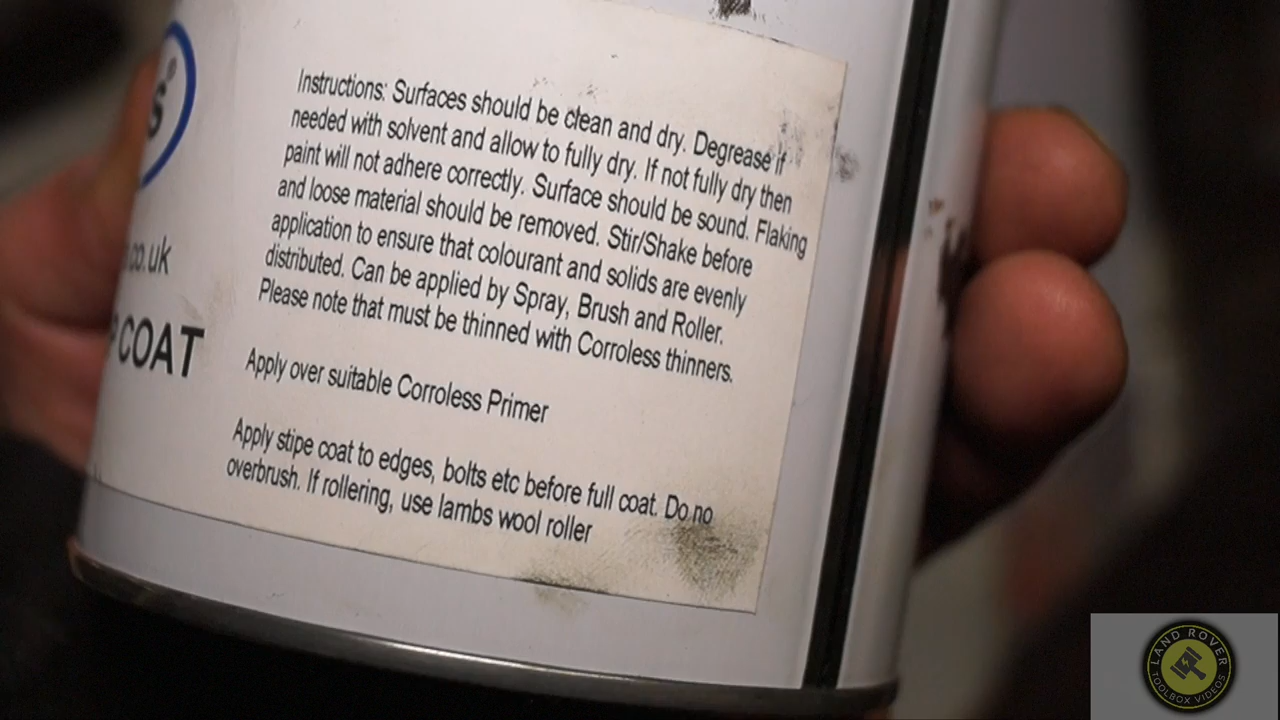 Instructions: Surfaces should be clean and dry. Degrease if
needed with solvent and allow to fully dry. If not fully dry then
paint will not adhere correctly. Surface should be sound. Flaking
and loose material should be removed. Stir/Shake before
application to ensure that colourant and solids are evenly
distributed. Can be applied by Spray, Brush and Roller.
Please note that must be thinned with Corroless thinners.
Apply over suitable Corroless Primer
Apply stipe coat to edges, bolts etc before full coat. Do no
overbrush. If rollering, use lambs wool roller
s
.co.uk
COAT
LAND ROVER
TOOLBOX VIDEOS